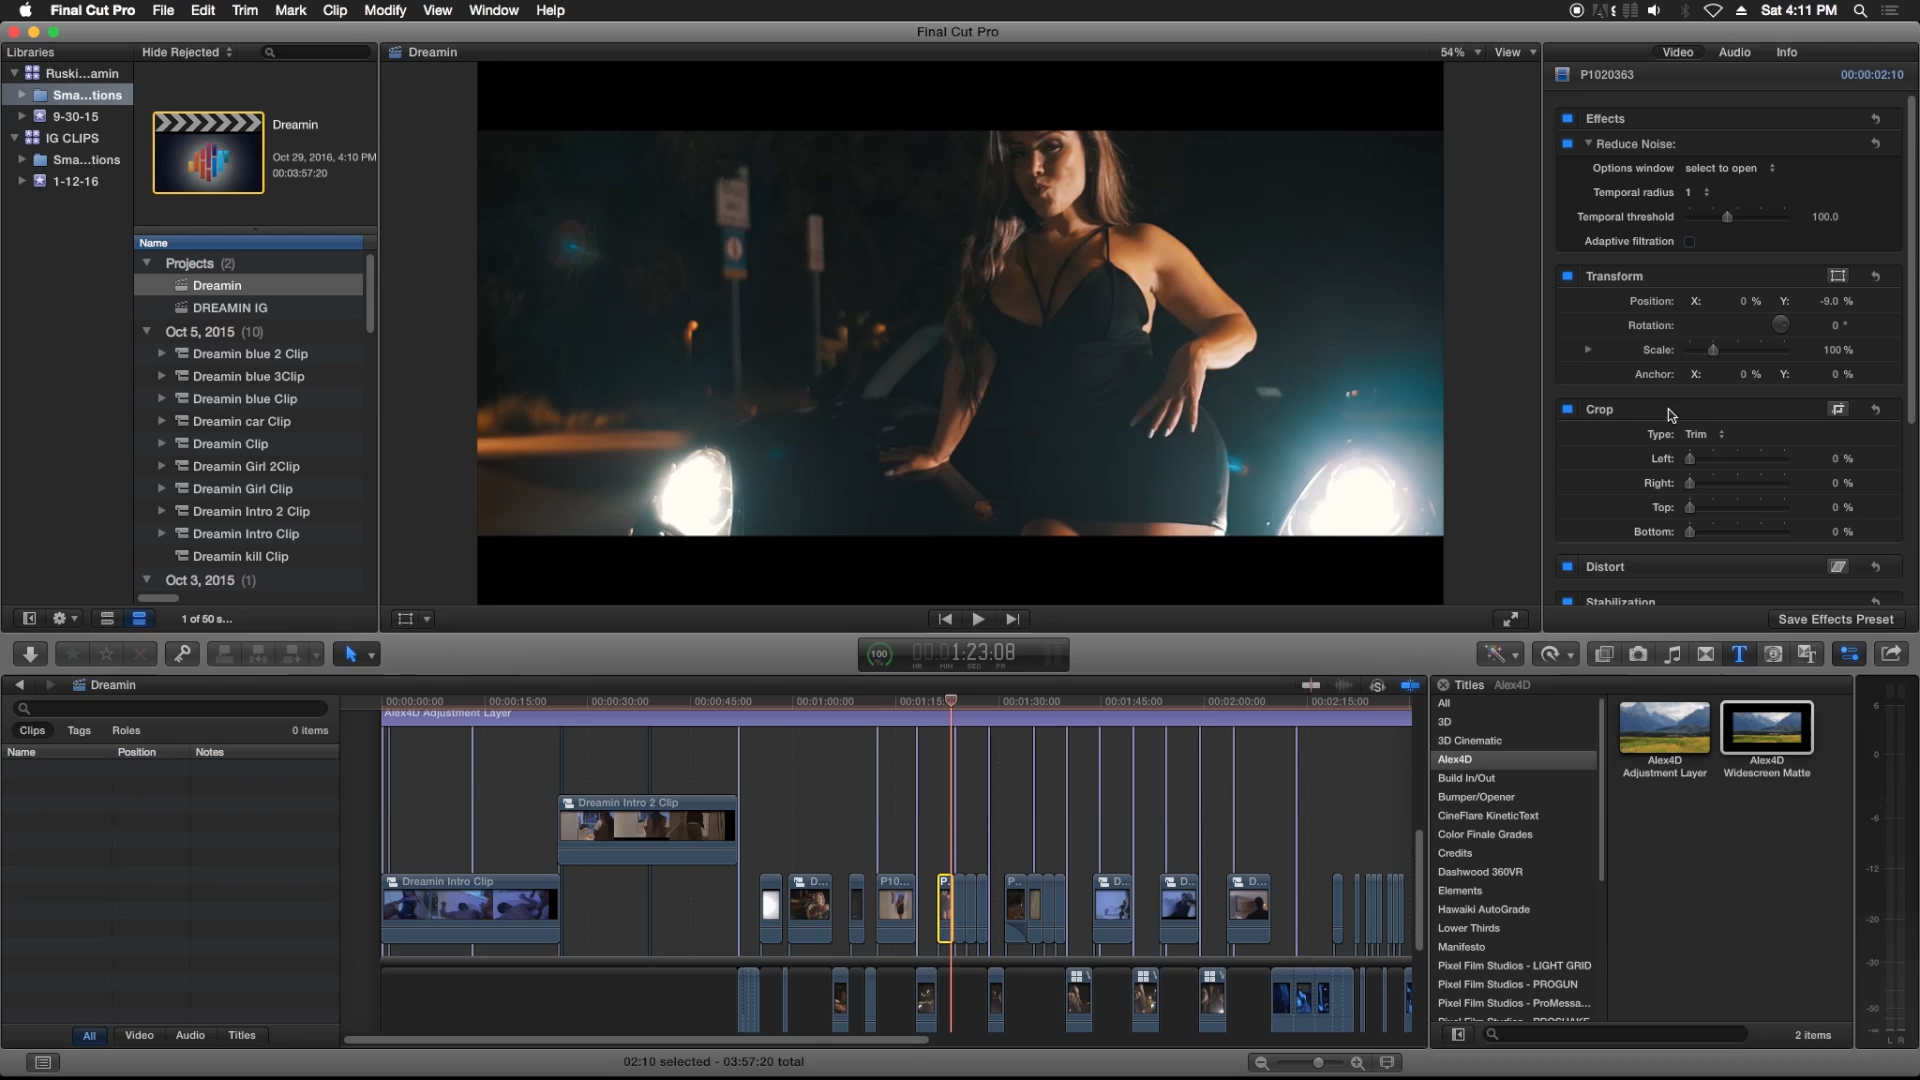 Final Cut Pro File Edit Trim Mark Clip Modify View Window Help
Sat 4:11 PM
Final Cut Pro
Libraries
Hide Rejected
Ruski...amin
Sma...tions
9-30-15
IG CLIPS
Sma...tions
1-12-16
Dreamin
Oct 29, 2016, 4:10 PM
00:03:57:20
Name
Projects (2)
Dreamin
DREAMIN IG
Oct 5, 2015 (10)
Dreamin blue 2 Clip
Dreamin blue 3Clip
Dreamin blue Clip
Dreamin car Clip
Dreamin Clip
Dreamin Girl 2Clip
Dreamin Girl Clip
Dreamin Intro 2 Clip
Dreamin Intro Clip
Dreamin kill Clip
Oct 3, 2015 (1)
1 of 50 s...
Dreamin
54% View
Video Audio Info
P1020363 00:00:02:10
Effects
Reduce Noise:
Options window select to open
Temporal radius 1
Temporal threshold 100.0
Adaptive filtration
Transform
Position: X: 0 % Y: -9.0 %
Rotation: 0 °
Scale: 100 %
Anchor: X: 0 % Y: 0 %
Crop
Type: Trim
Left: 0 %
Right: 0 %
Top: 0 %
Bottom: 0 %
Distort
Stabilization
Save Effects Preset
100 % 00:01:23:08
HR MIN SEC FR
Dreamin
Clips Tags Roles 0 items
Name Position Notes
All Video Audio Titles
00:00:00:00 00:00:15:00 00:00:30:00 00:00:45:00 00:01:00:00 00:01:15: 00:01:30:00 00:01:45:00 00:02:00:00 00:02:15:00
Alex4D Adjustment Layer
Dreamin Intro 2 Clip
Dreamin Intro Clip
D... P10... P. P.. D... D... D...
02:10 selected - 03:57:20 total
Titles Alex4D
All
3D
3D Cinematic
Alex4D
Build In/Out
Bumper/Opener
CineFlare KineticText
Color Finale Grades
Credits
Dashwood 360VR
Elements
Hawaiki AutoGrade
Lower Thirds
Manifesto
Pixel Film Studios - LIGHT GRID
Pixel Film Studios - PROGUN
Pixel Film Studios - ProMessa...
Pixel Film Studios - PROSHAKE
Alex4D
Adjustment Layer
Alex4D
Widescreen Matte
2 items
6
0
-6
-12
-20
-30
-50
L R